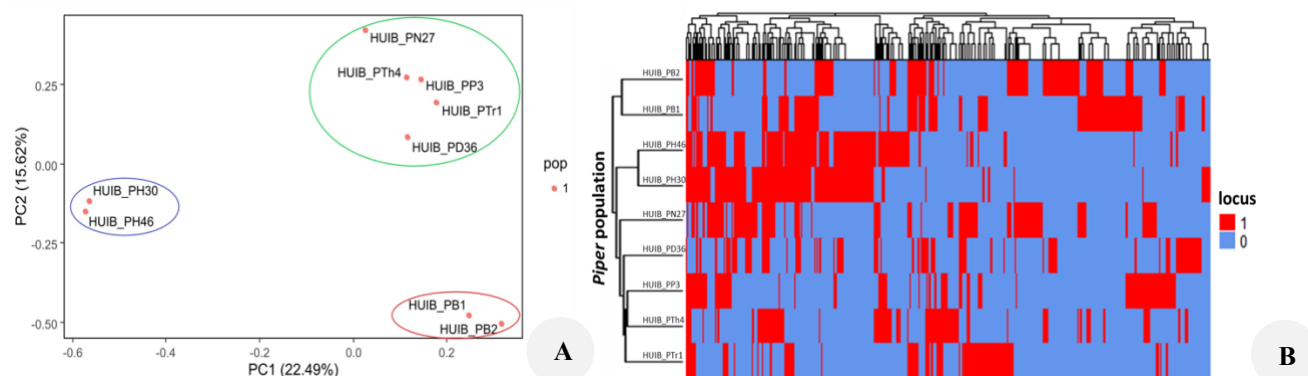 HUIB_PN27
HUIB_PTh4
HUIB_PP3
HUIB_PTr1
HUIB_PD36
HUIB_PH30
HUIB_PH46
HUIB_PB1
HUIB_PB2
0.25
0.00
-0.25
-0.50
PC2 (15.62%)
-0.6
-0.4
-0.2
0.0
0.2
PC1 (22.49%)
pop
1
A
Piper population
HUIB_PB2
HUIB_PB1
HUIB_PH46
HUIB_PH30
HUIB_PN27
HUIB_PD36
HUIB_PP3
HUIB_PTh4
HUIB_PTr1
locus
1
0
B